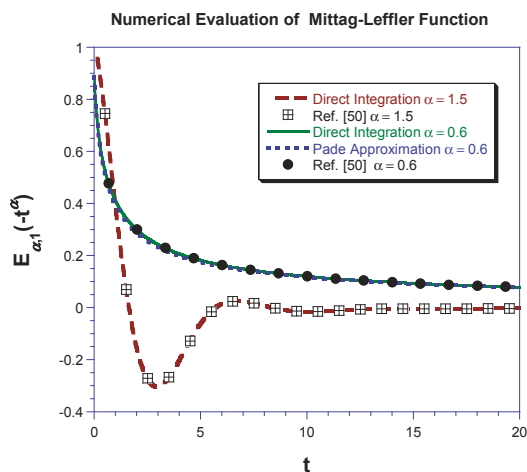 Numerical Evaluation of Mittag-Leffler Function
1
0.8
0.6
0.4
0.2
0
-0.2
-0.4
E α,1 (-t^α)
Direct Integration α = 1.5
Ref. [50] α = 1.5
Direct Integration α = 0.6
Pade Approximation α = 0.6
Ref. [50] α = 0.6
0 5 10 15 20
t